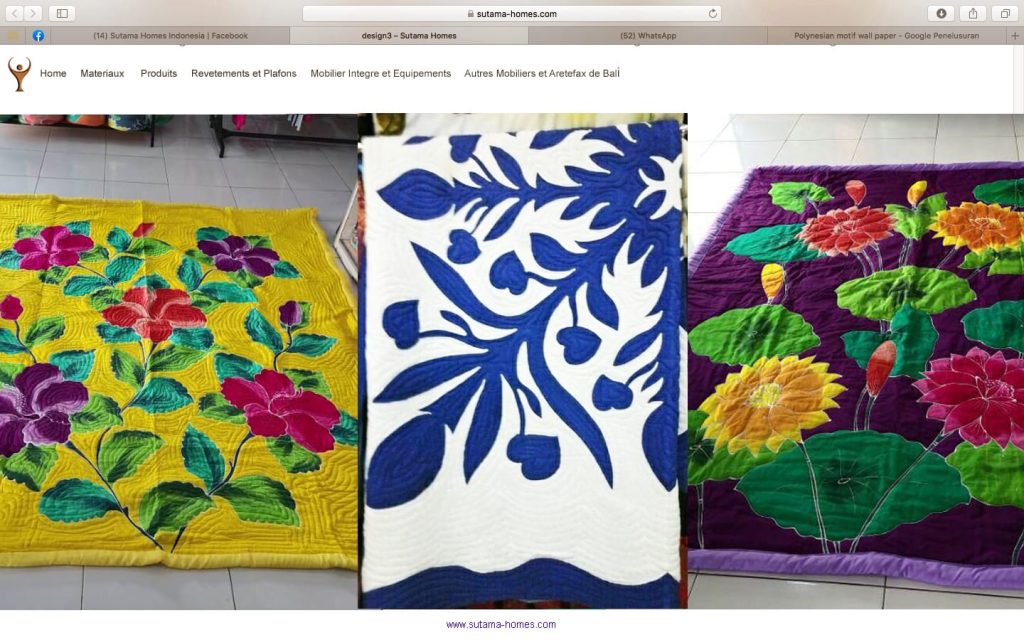 sutama-homes.com
(14) Sutama Homes Indonesia | Facebook
design3 – Sutama Homes
(52) WhatsApp
Polynesian motif wall paper - Google Penelusuran
Home
Materiaux
Produits
Revetements et Plafons
Mobilier Integre et Equipements
Autres Mobiliers et Aretefax de Bali
www.sutama-homes.com